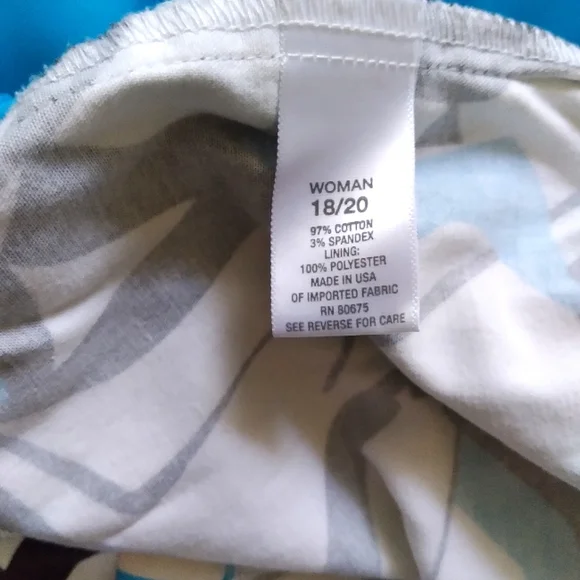 WOMAN
18/20
97% COTTON
3% SPANDEX
LINING:
100% POLYESTER
MADE IN USA
OF IMPORTED FABRIC
RN 80675
SEE REVERSE FOR CARE